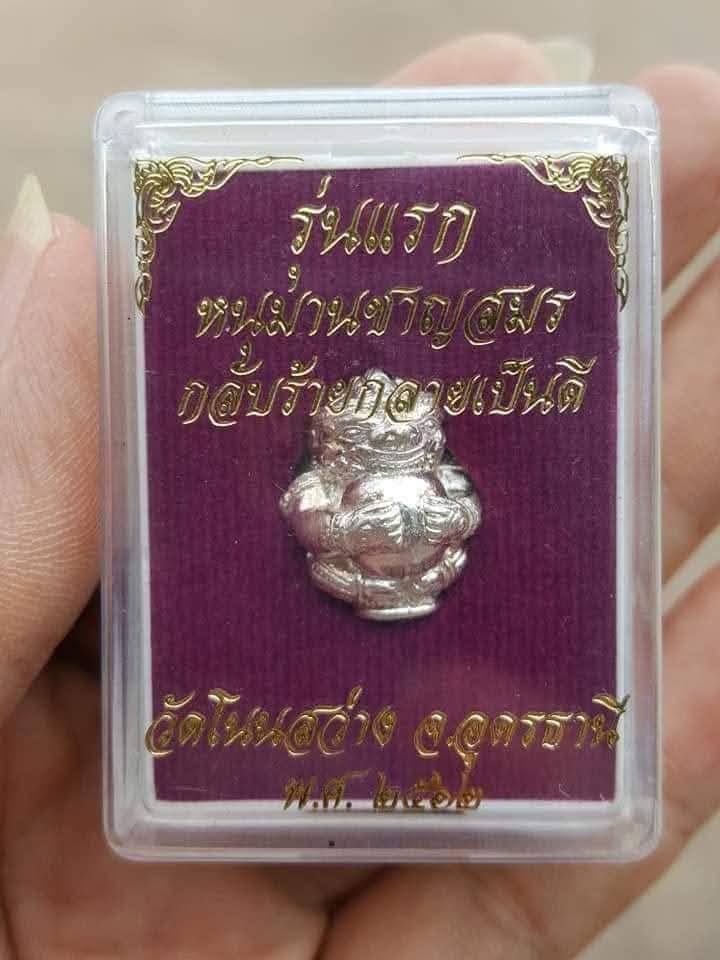 รุ่นแรก
หนุมานชาญสมร
กลับร้ายกลายเป็นดี
วัดโนนสว่าง จ.อุดรธานี
พ.ศ. ๒๕๖๒